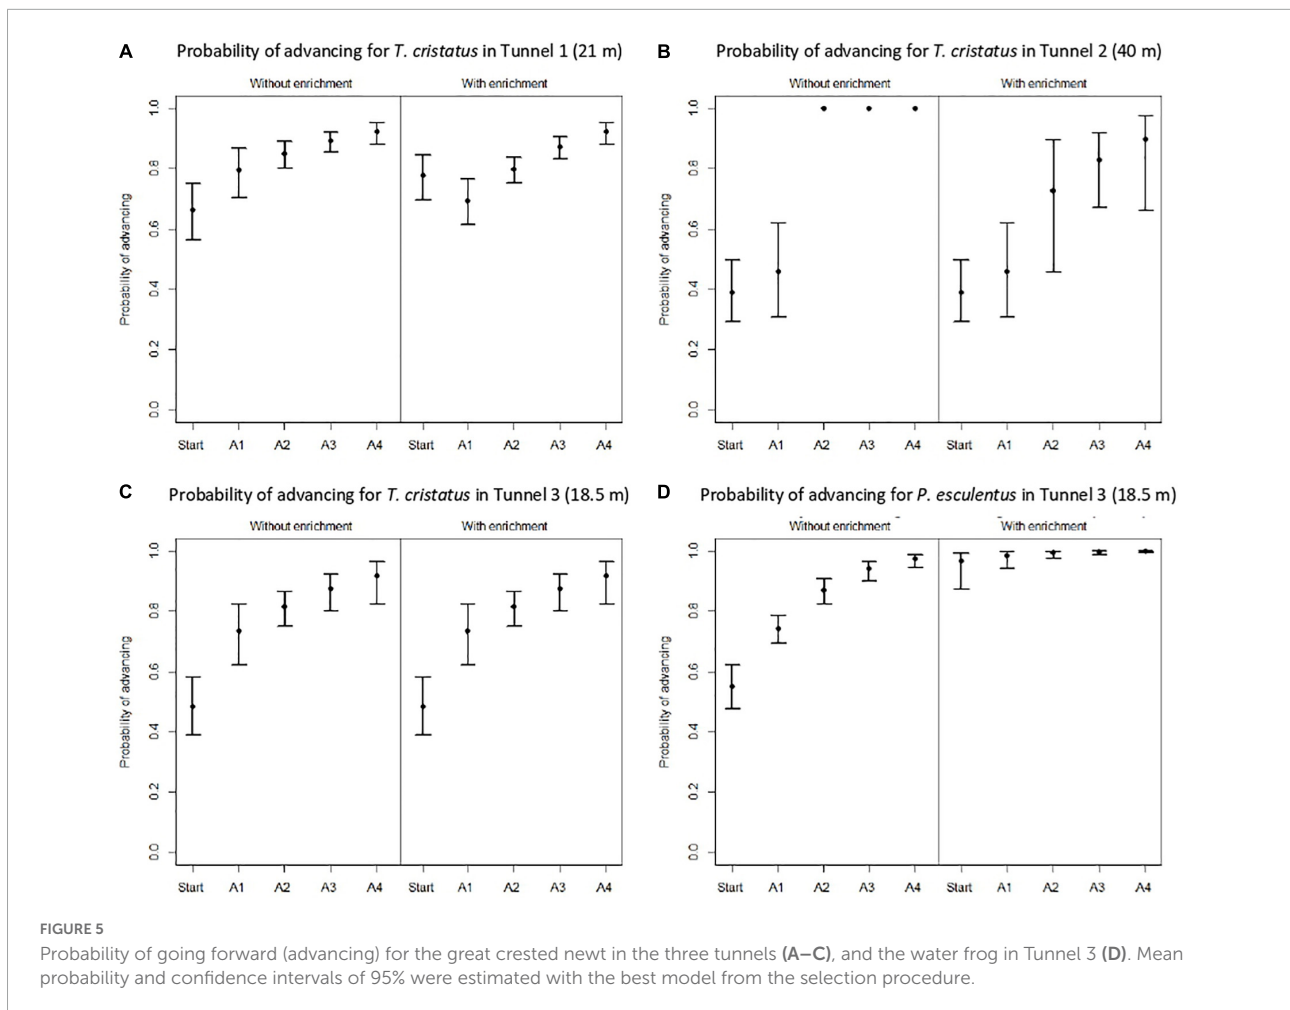 A Probability of advancing for T. cristatus in Tunnel 1 (21 m)
Without enrichment With enrichment
Probability of advancing
1.0
0.8
0.6
0.4
0.2
0.0
Start A1 A2 A3 A4 Start A1 A2 A3 A4
B Probability of advancing for T. cristatus in Tunnel 2 (40 m)
Without enrichment With enrichment
Probability of advancing
1.0
0.8
0.6
0.4
0.2
0.0
Start A1 A2 A3 A4 Start A1 A2 A3 A4
C Probability of advancing for T. cristatus in Tunnel 3 (18.5 m)
Without enrichment With enrichment
Probability of advancing
1.0
0.8
0.6
0.4
0.2
0.0
Start A1 A2 A3 A4 Start A1 A2 A3 A4
D Probability of advancing for P. esculentus in Tunnel 3 (18.5 m)
Without enrichment With enrichment
Probability of advancing
1.0
0.8
0.6
0.4
0.2
0.0
Start A1 A2 A3 A4 Start A1 A2 A3 A4
FIGURE 5
Probability of going forward (advancing) for the great crested newt in the three tunnels (A–C), and the water frog in Tunnel 3 (D). Mean
probability and confidence intervals of 95% were estimated with the best model from the selection procedure.